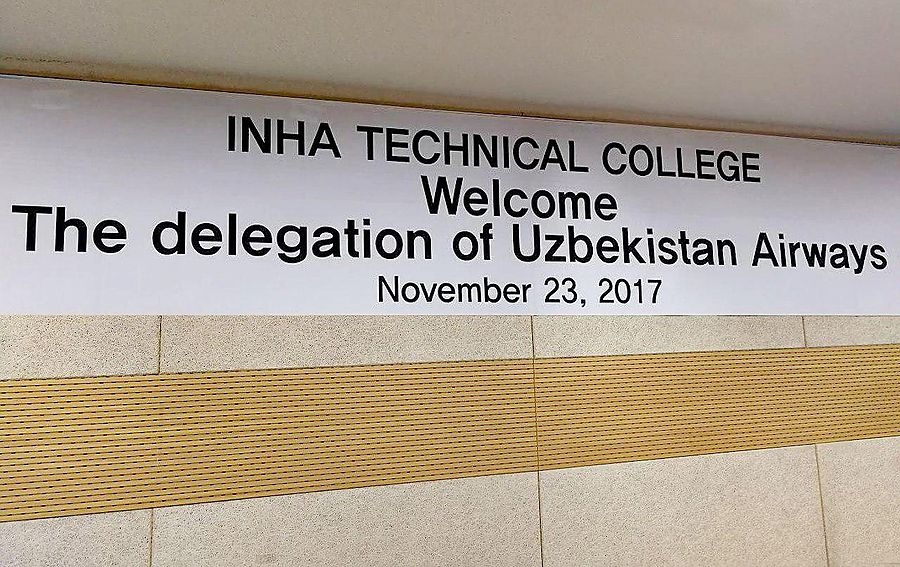 INHA TECHNICAL COLLEGE
Welcome
The delegation of Uzbekistan Airways
November 23, 2017